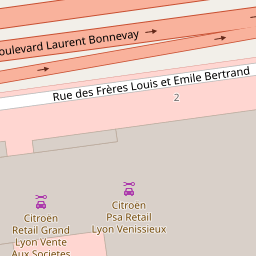 oulevard Laurent Bonnevay
Rue des Frères Louis et Emile Bertrand
2
Citroën
Psa Retail
Lyon Venissieux
Citroën
Retail Grand
Lyon Vente
Aux Societes